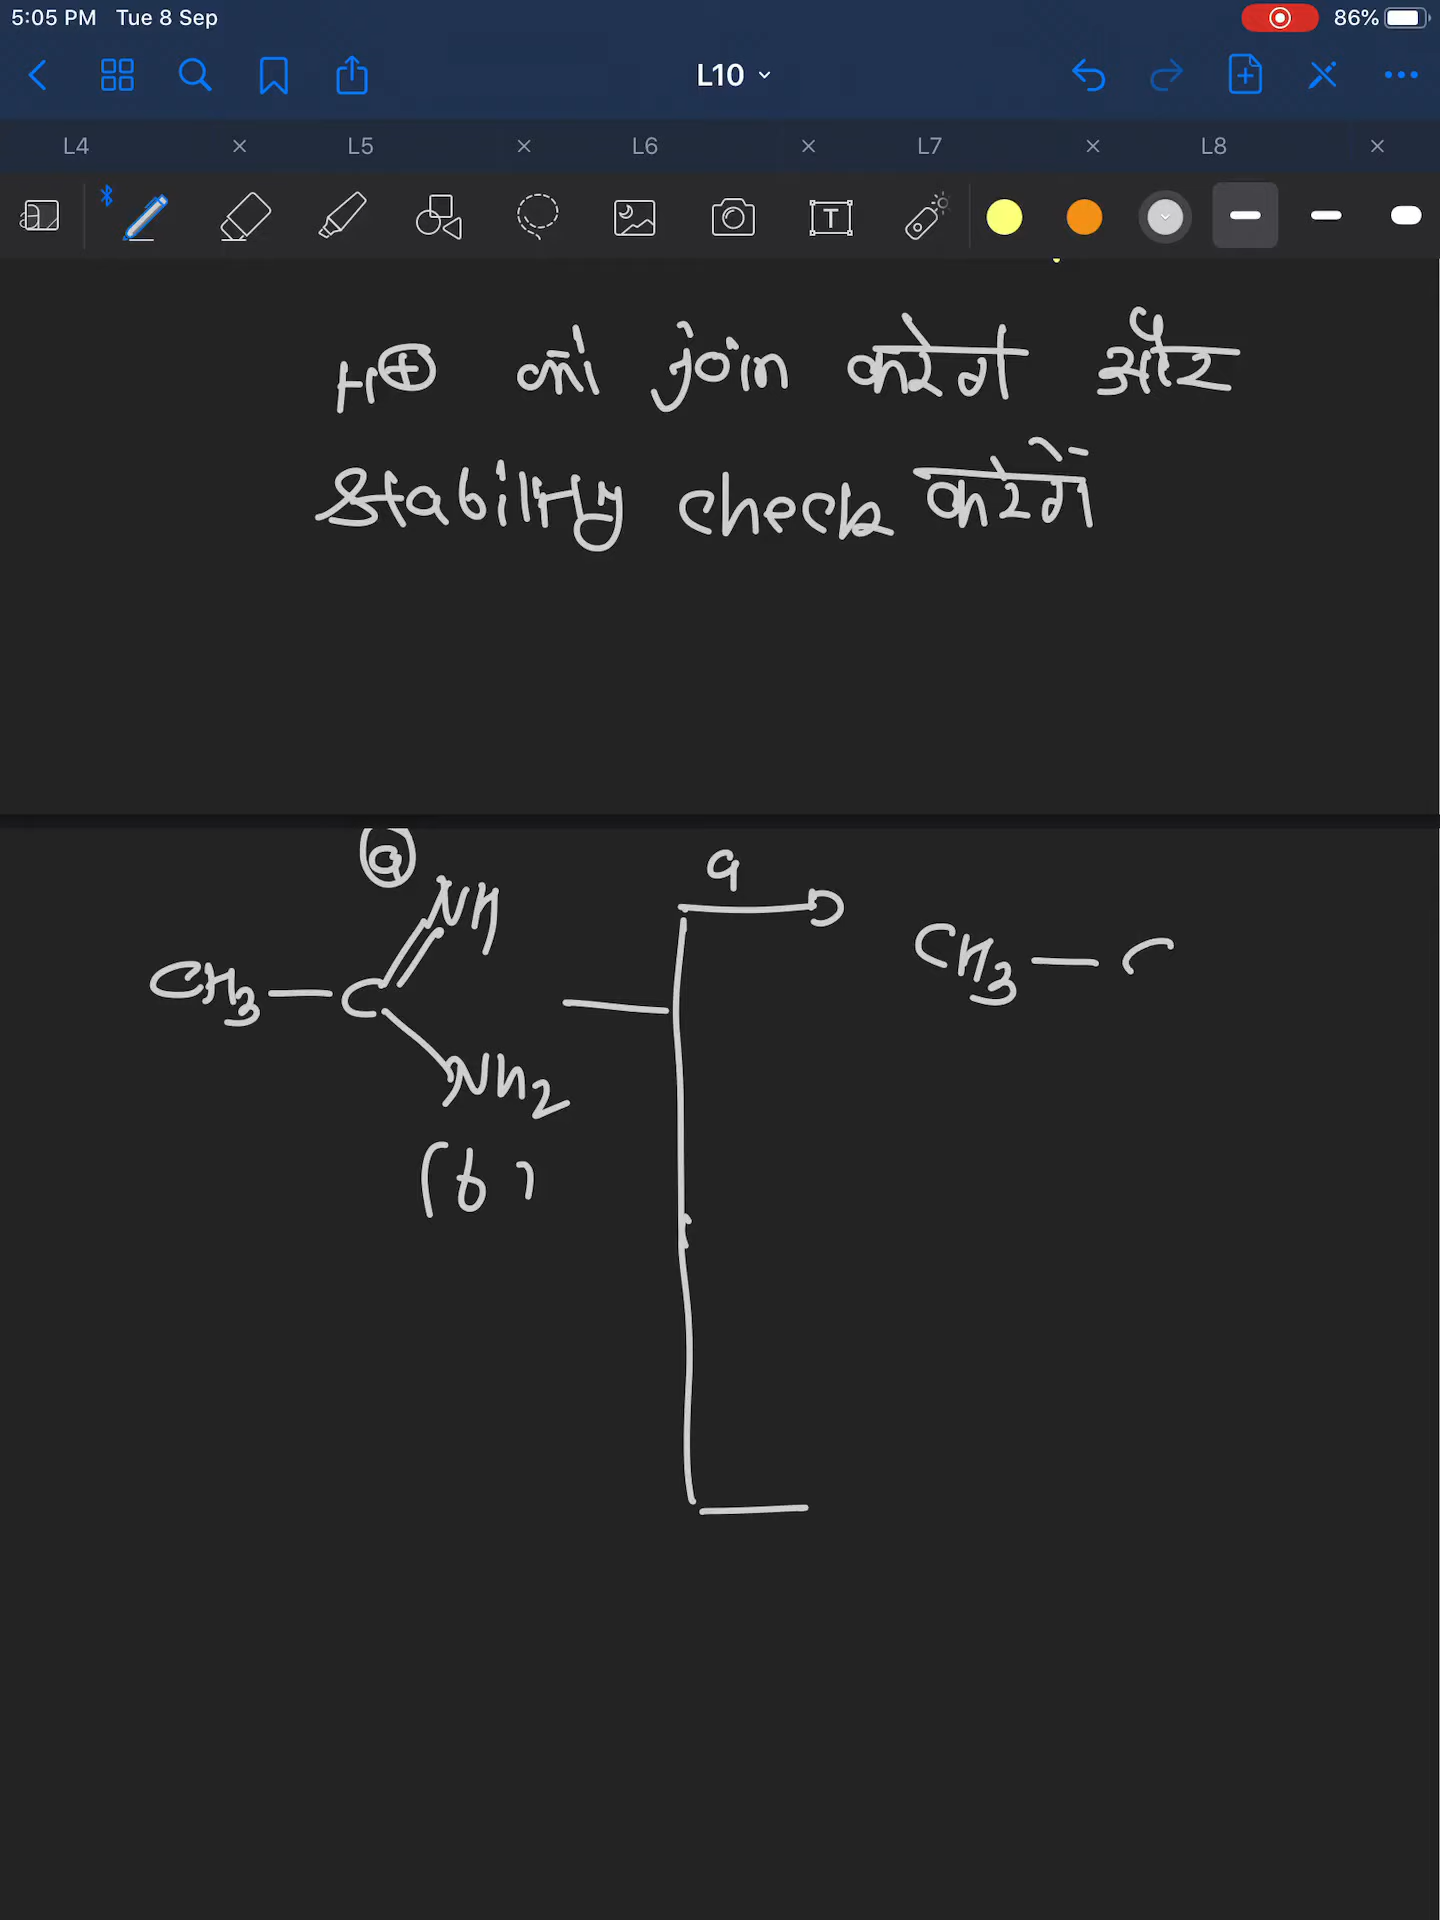 5:05 PM Tue 8 Sep 86%
L10
L4 × L5 × L6 × L7 × L8 ×
T
H⊕ को join करेगें और
stability check करेगें
ⓐ
NH
CH3—C
NH2
(b)
a
CH3—C